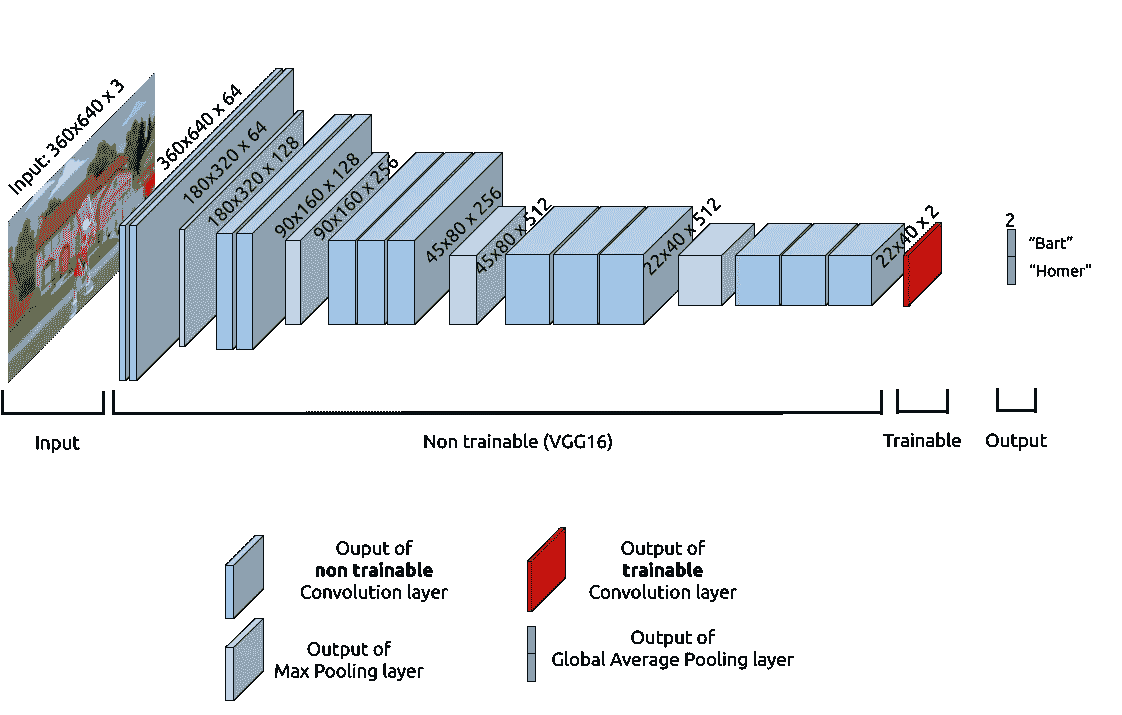 Input: 360x640 x 3
360x640 x 64
180x320 x 64
180x320 x 128
90x160 x 128
90x160 x 256
45x80 x 256
45x80 x 512
22x40 x 512
22x40 x 2
2
“Bart”
“Homer"
Input
Non trainable (VGG16)
Trainable
Output
Ouput of
non trainable
Convolution layer
Output of
trainable
Convolution layer
Output of
Max Pooling layer
Output of
Global Average Pooling layer